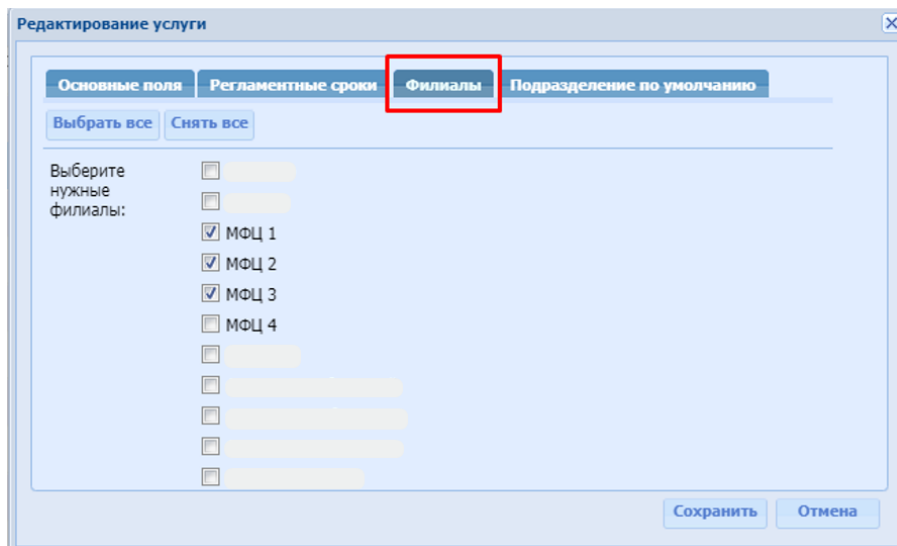 Редактирование услуги
Основные поля Регламентные сроки Филиалы Подразделение по умолчанию
Выбрать все Снять все
Выберите
нужные
филиалы:
МФЦ 1
МФЦ 2
МФЦ 3
МФЦ 4
Сохранить Отмена